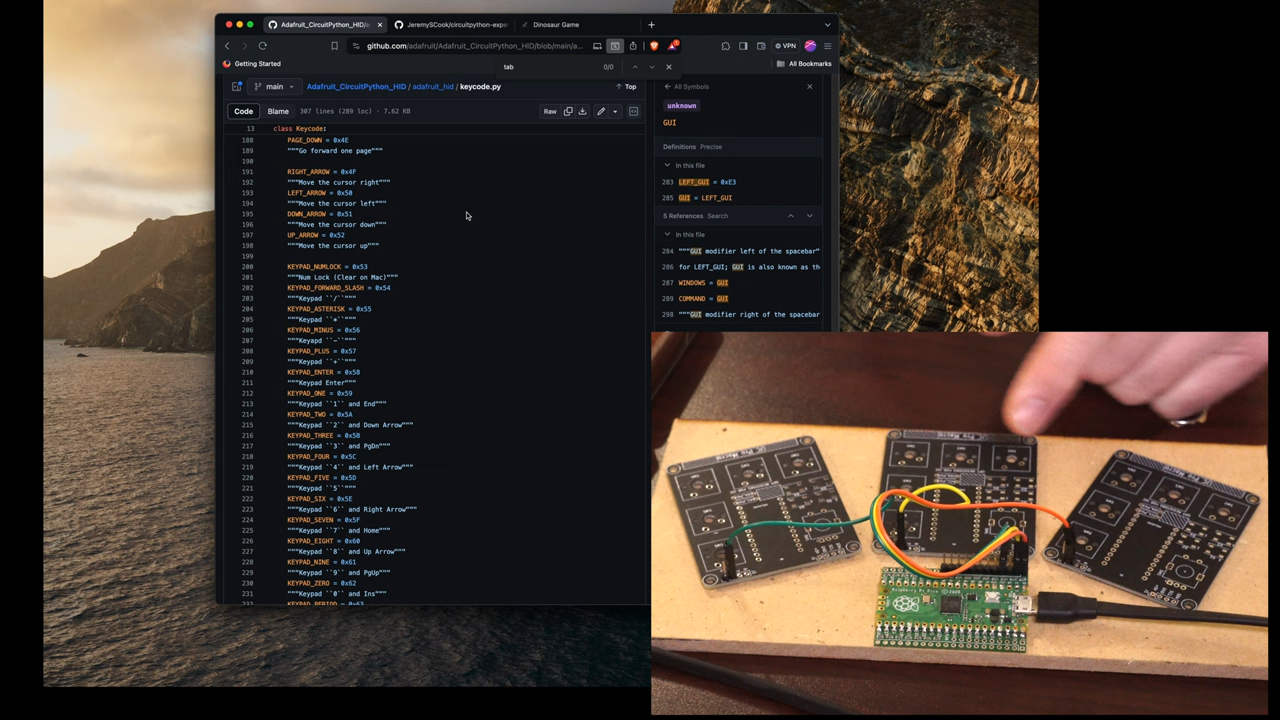 Adafruit_CircuitPython_HID/a
JeremySCook/circuitpython-expe
Dinosaur Game
github.com/adafruit/Adafruit_CircuitPython_HID/blob/main/a...
VPN
Getting Started
tab
0/0
All Bookmarks
main
Adafruit_CircuitPython_HID / adafruit_hid / keycode.py
Top
Code
Blame
307 lines (289 loc) · 7.62 KB
Raw
13 class Keycode:
188 PAGE_DOWN = 0x4E
189 """Go forward one page"""
190
191 RIGHT_ARROW = 0x4F
192 """Move the cursor right"""
193 LEFT_ARROW = 0x50
194 """Move the cursor left"""
195 DOWN_ARROW = 0x51
196 """Move the cursor down"""
197 UP_ARROW = 0x52
198 """Move the cursor up"""
199
200 KEYPAD_NUMLOCK = 0x53
201 """Num Lock (Clear on Mac)"""
202 KEYPAD_FORWARD_SLASH = 0x54
203 """Keypad ``/``"""
204 KEYPAD_ASTERISK = 0x55
205 """Keypad ``*``"""
206 KEYPAD_MINUS = 0x56
207 """Keyapd ``-``"""
208 KEYPAD_PLUS = 0x57
209 """Keypad ``+``"""
210 KEYPAD_ENTER = 0x58
211 """Keypad Enter"""
212 KEYPAD_ONE = 0x59
213 """Keypad ``1`` and End"""
214 KEYPAD_TWO = 0x5A
215 """Keypad ``2`` and Down Arrow"""
216 KEYPAD_THREE = 0x5B
217 """Keypad ``3`` and PgDn"""
218 KEYPAD_FOUR = 0x5C
219 """Keypad ``4`` and Left Arrow"""
220 KEYPAD_FIVE = 0x5D
221 """Keypad ``5``"""
222 KEYPAD_SIX = 0x5E
223 """Keypad ``6`` and Right Arrow"""
224 KEYPAD_SEVEN = 0x5F
225 """Keypad ``7`` and Home"""
226 KEYPAD_EIGHT = 0x60
227 """Keypad ``8`` and Up Arrow"""
228 KEYPAD_NINE = 0x61
229 """Keypad ``9`` and PgUp"""
230 KEYPAD_ZERO = 0x62
231 """Keypad ``0`` and Ins"""
232 KEYPAD_PERIOD = 0x63
All Symbols
unknown
GUI
Definitions Precise
In this file
283 LEFT_GUI = 0xE3
285 GUI = LEFT_GUI
5 References Search
In this file
284 """GUI modifier left of the spacebar"
286 for LEFT_GUI; GUI is also known as th
287 WINDOWS = GUI
289 COMMAND = GUI
298 """GUI modifier right of the spacebar
Raspberry Pi Pico